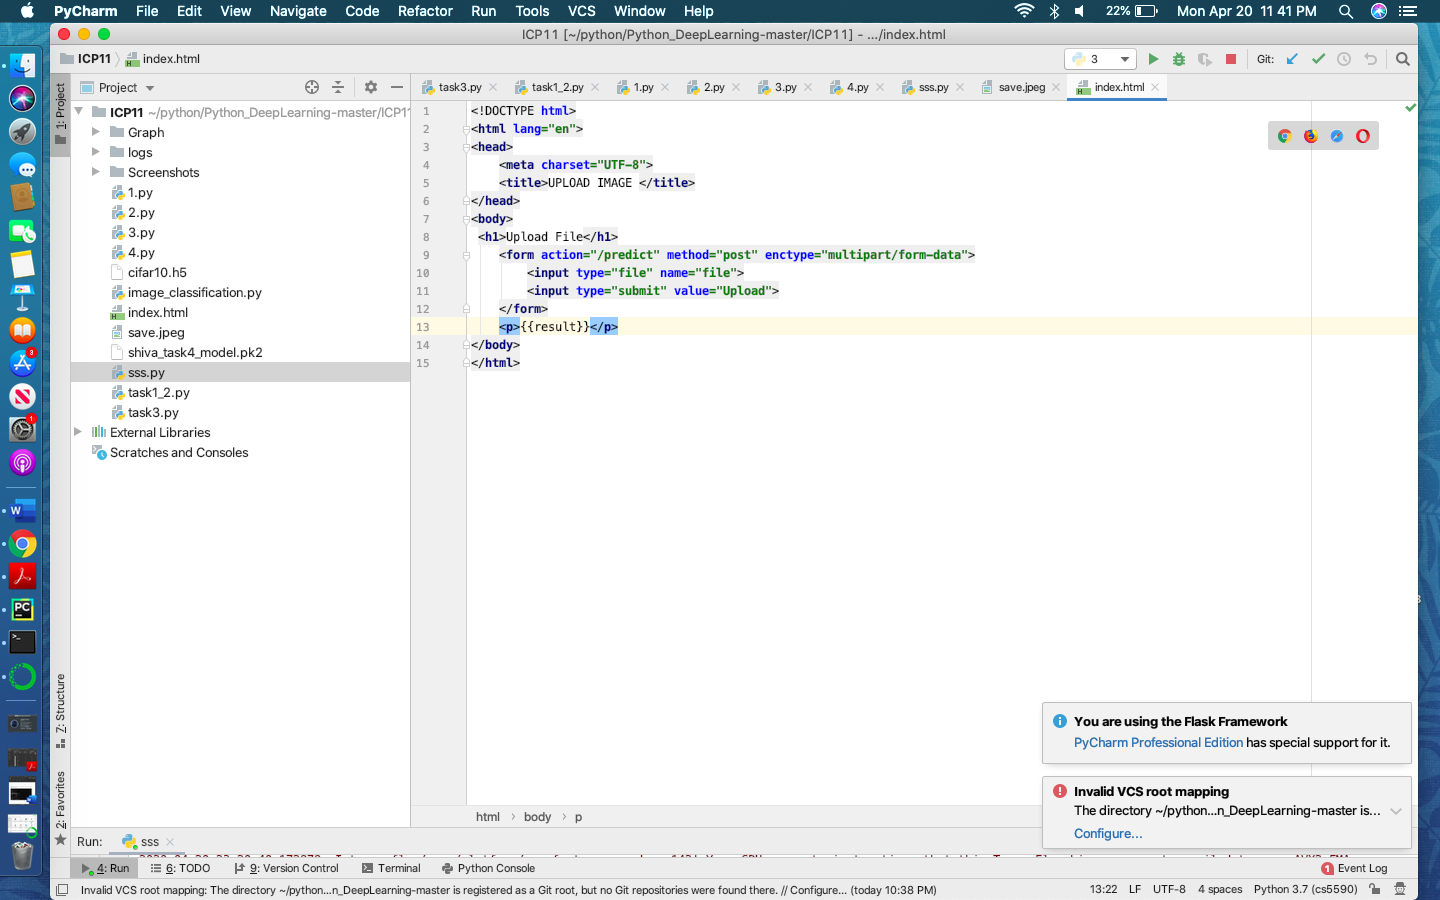 PyCharm File Edit View Navigate Code Refactor Run Tools VCS Window Help 22% Mon Apr 20 11 41 PM
ICP11 [~/python/Python_DeepLearning-master/ICP11] - .../index.html
ICP11 index.html 3 Git:
Project task3.py task1_2.py 1.py 2.py 3.py 4.py sss.py save.jpeg index.html
1: Project
ICP11 ~/python/Python_DeepLearning-master/ICP11
Graph
logs
Screenshots
1.py
2.py
3.py
4.py
cifar10.h5
image_classification.py
index.html
save.jpeg
shiva_task4_model.pk2
sss.py
task1_2.py
task3.py
External Libraries
Scratches and Consoles
1 <!DOCTYPE html>
2 <html lang="en">
3 <head>
4 <meta charset="UTF-8">
5 <title>UPLOAD IMAGE </title>
6 </head>
7 <body>
8 <h1>Upload File</h1>
9 <form action="/predict" method="post" enctype="multipart/form-data">
10 <input type="file" name="file">
11 <input type="submit" value="Upload">
12 </form>
13 <p>{{result}}</p>
14 </body>
15 </html>
Z: Structure
2: Favorites
You are using the Flask Framework
PyCharm Professional Edition has special support for it.
Invalid VCS root mapping
The directory ~/python...n_DeepLearning-master is...
Configure...
html body p
Run: sss
4: Run 6: TODO 9: Version Control Terminal Python Console 1 Event Log
Invalid VCS root mapping: The directory ~/python...n_DeepLearning-master is registered as a Git root, but no Git repositories were found there. // Configure... (today 10:38 PM) 13:22 LF UTF-8 4 spaces Python 3.7 (cs5590)